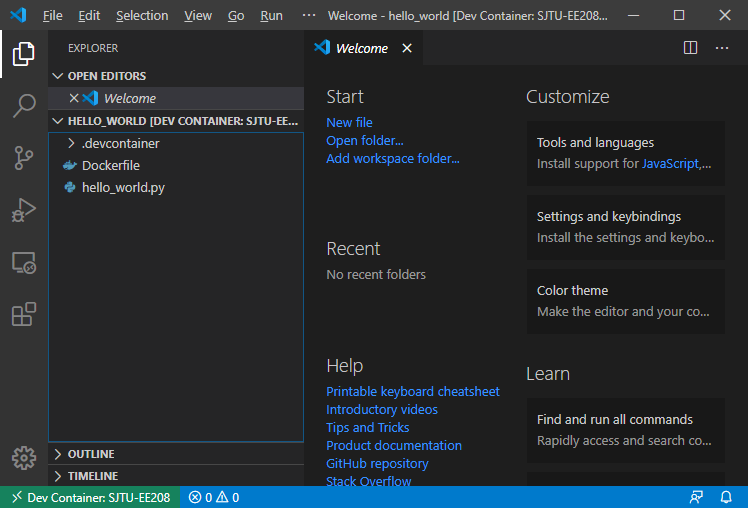 File Edit Selection View Go Run ··· Welcome - hello_world [Dev Container: SJTU-EE208...
EXPLORER
OPEN EDITORS
Welcome
HELLO_WORLD [DEV CONTAINER: SJTU-EE...
.devcontainer
Dockerfile
hello_world.py
OUTLINE
TIMELINE
Welcome
Start
New file
Open folder...
Add workspace folder...
Recent
No recent folders
Help
Printable keyboard cheatsheet
Introductory videos
Tips and Tricks
Product documentation
GitHub repository
Stack Overflow
Customize
Tools and languages
Install support for JavaScript,...
Settings and keybindings
Install the settings and keybo...
Color theme
Make the editor and your co...
Learn
Find and run all commands
Rapidly access and search co...
Dev Container: SJTU-EE208 0 0